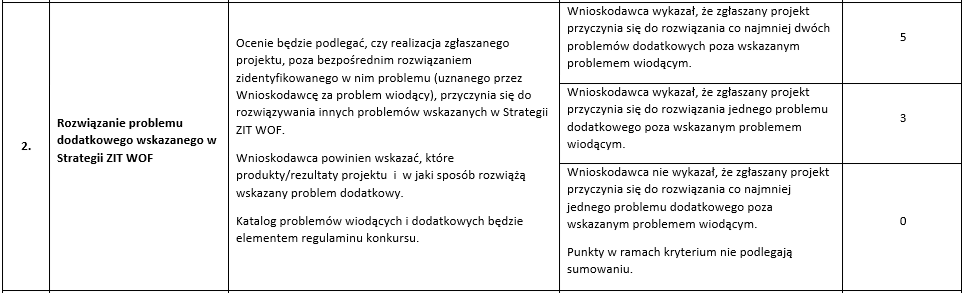 2.
Rozwiązanie problemu
dodatkowego wskazanego w
Strategii ZIT WOF
Ocenie będzie podlegać, czy realizacja zgłaszanego
projektu, poza bezpośrednim rozwiązaniem
zidentyfikowanego w nim problemu (uznanego przez
Wnioskodawcę za problem wiodący), przyczynia się do
rozwiązywania innych problemów wskazanych w Strategii
ZIT WOF.
Wnioskodawca powinien wskazać, które
produkty/rezultaty projektu i w jaki sposób rozwiążą
wskazany problem dodatkowy.
Katalog problemów wiodących i dodatkowych będzie
elementem regulaminu konkursu.
Wnioskodawca wykazał, że zgłaszany projekt
przyczynia się do rozwiązania co najmniej dwóch
problemów dodatkowych poza wskazanym
problemem wiodącym.
5
Wnioskodawca wykazał, że zgłaszany projekt
przyczynia się do rozwiązania jednego problemu
dodatkowego poza wskazanym problemem
wiodącym.
3
Wnioskodawca nie wykazał, że zgłaszany projekt
przyczynia się do rozwiązania co najmniej
jednego problemu dodatkowego poza
wskazanym problemem wiodącym.
Punkty w ramach kryterium nie podlegają
sumowaniu.
0